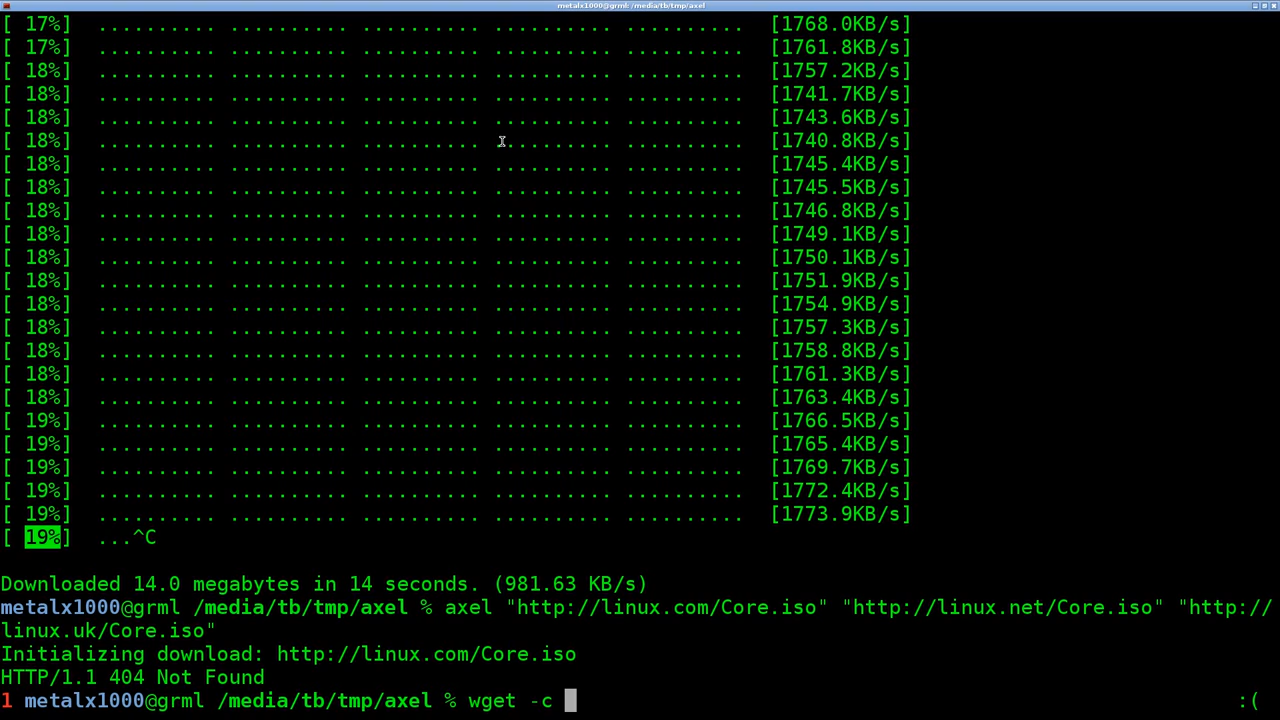 metalx1000@grml: /media/tb/tmp/axel
[ 17%]  .......... .......... .......... .......... ..........  [1768.0KB/s]
[ 17%]  .......... .......... .......... .......... ..........  [1761.8KB/s]
[ 18%]  .......... .......... .......... .......... ..........  [1757.2KB/s]
[ 18%]  .......... .......... .......... .......... ..........  [1741.7KB/s]
[ 18%]  .......... .......... .......... .......... ..........  [1743.6KB/s]
[ 18%]  .......... .......... .......... .......... ..........  [1740.8KB/s]
[ 18%]  .......... .......... .......... .......... ..........  [1745.4KB/s]
[ 18%]  .......... .......... .......... .......... ..........  [1745.5KB/s]
[ 18%]  .......... .......... .......... .......... ..........  [1746.8KB/s]
[ 18%]  .......... .......... .......... .......... ..........  [1749.1KB/s]
[ 18%]  .......... .......... .......... .......... ..........  [1750.1KB/s]
[ 18%]  .......... .......... .......... .......... ..........  [1751.9KB/s]
[ 18%]  .......... .......... .......... .......... ..........  [1754.9KB/s]
[ 18%]  .......... .......... .......... .......... ..........  [1757.3KB/s]
[ 18%]  .......... .......... .......... .......... ..........  [1758.8KB/s]
[ 18%]  .......... .......... .......... .......... ..........  [1761.3KB/s]
[ 18%]  .......... .......... .......... .......... ..........  [1763.4KB/s]
[ 19%]  .......... .......... .......... .......... ..........  [1766.5KB/s]
[ 19%]  .......... .......... .......... .......... ..........  [1765.4KB/s]
[ 19%]  .......... .......... .......... .......... ..........  [1769.7KB/s]
[ 19%]  .......... .......... .......... .......... ..........  [1772.4KB/s]
[ 19%]  .......... .......... .......... .......... ..........  [1773.9KB/s]
[ 19%]  ...^C
Downloaded 14.0 megabytes in 14 seconds. (981.63 KB/s)
metalx1000@grml /media/tb/tmp/axel % axel "http://linux.com/Core.iso" "http://linux.net/Core.iso" "http://
linux.uk/Core.iso"
Initializing download: http://linux.com/Core.iso
HTTP/1.1 404 Not Found
1 metalx1000@grml /media/tb/tmp/axel % wget -c :(